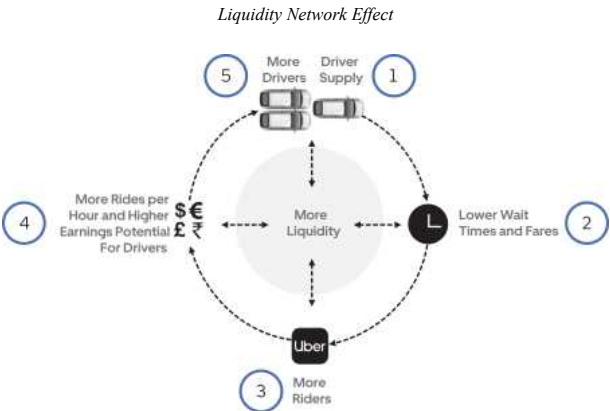 Liquidity Network Effect
5
More
Drivers
Driver
Supply
1
4
More Rides per
Hour and Higher
Earnings Potential
For Drivers
$€
£ ₹
More
Liquidity
Lower Wait
Times and Fares
2
Uber
3
More
Riders